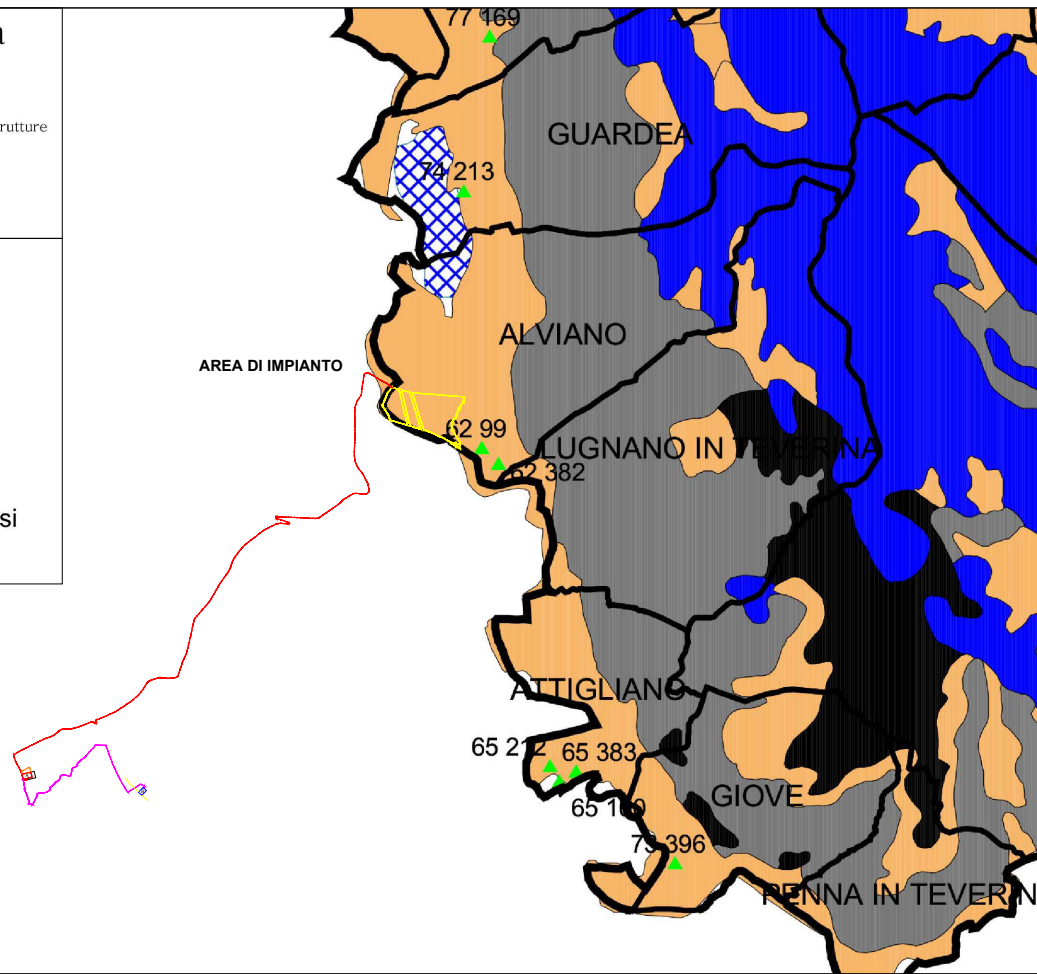 77 169
rutture
GUARDEA
74 213
ALVIANO
AREA DI IMPIANTO
62 99
LUGNANO IN TEVERINA
62 382
si
ATTIGLIANO
65 212
65 383
GIOVE
65 100
73 396
PENNA IN TEVERIN